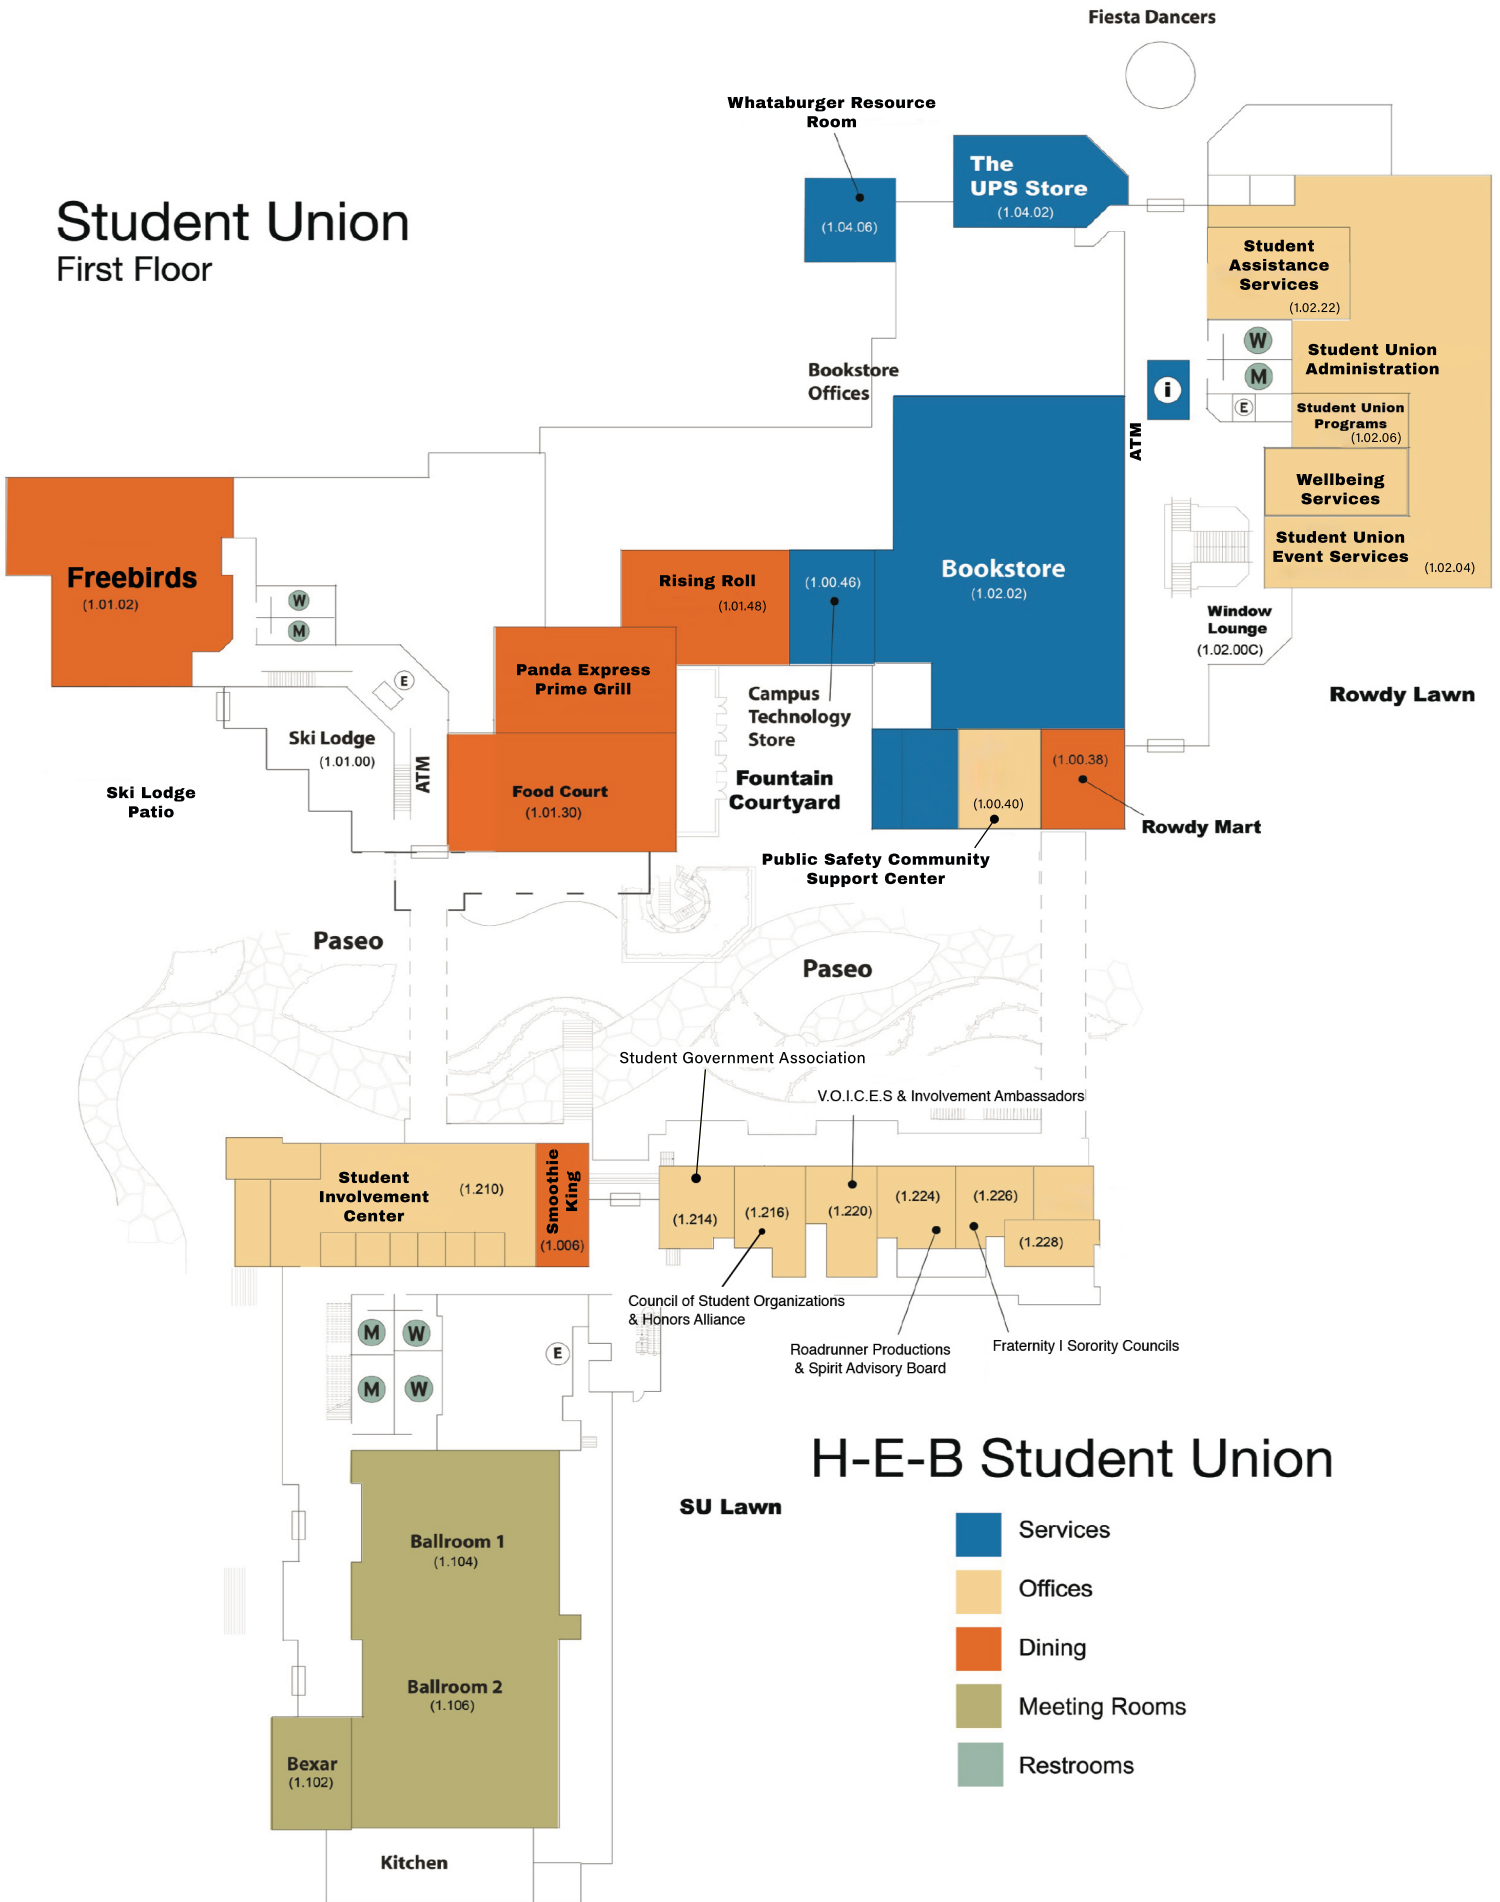 Fiesta Dancers
Whataburger Resource
Room
The
UPS Store
(1.04.02)
(1.04.06)
Student Union
First Floor
Student
Assistance
Services
(1.02.22)
W
M
E
i
ATM
Student Union
Administration
Student Union
Programs
(1.02.06)
Wellbeing
Services
Student Union
Event Services
(1.02.04)
Bookstore
Offices
Bookstore
(1.02.02)
Window
Lounge
(1.02.00C)
Rowdy Lawn
Freebirds
(1.01.02)
W
M
E
Rising Roll
(1.01.48)
(1.00.46)
Panda Express
Prime Grill
Campus
Technology
Store
Ski Lodge
(1.01.00)
ATM
Food Court
(1.01.30)
Ski Lodge
Patio
Fountain
Courtyard
(1.00.38)
(1.00.40)
Rowdy Mart
Public Safety Community
Support Center
Paseo
Paseo
Student Government Association
V.O.I.C.E.S & Involvement Ambassadors
Student
Involvement
Center
(1.210)
Smoothie
King
(1.006)
(1.214)
(1.216)
(1.220)
(1.224)
(1.226)
(1.228)
Council of Student Organizations
& Honors Alliance
Roadrunner Productions
& Spirit Advisory Board
Fraternity I Sorority Councils
M
W
E
M
W
H-E-B Student Union
SU Lawn
Services
Offices
Dining
Meeting Rooms
Restrooms
Ballroom 1
(1.104)
Ballroom 2
(1.106)
Bexar
(1.102)
Kitchen